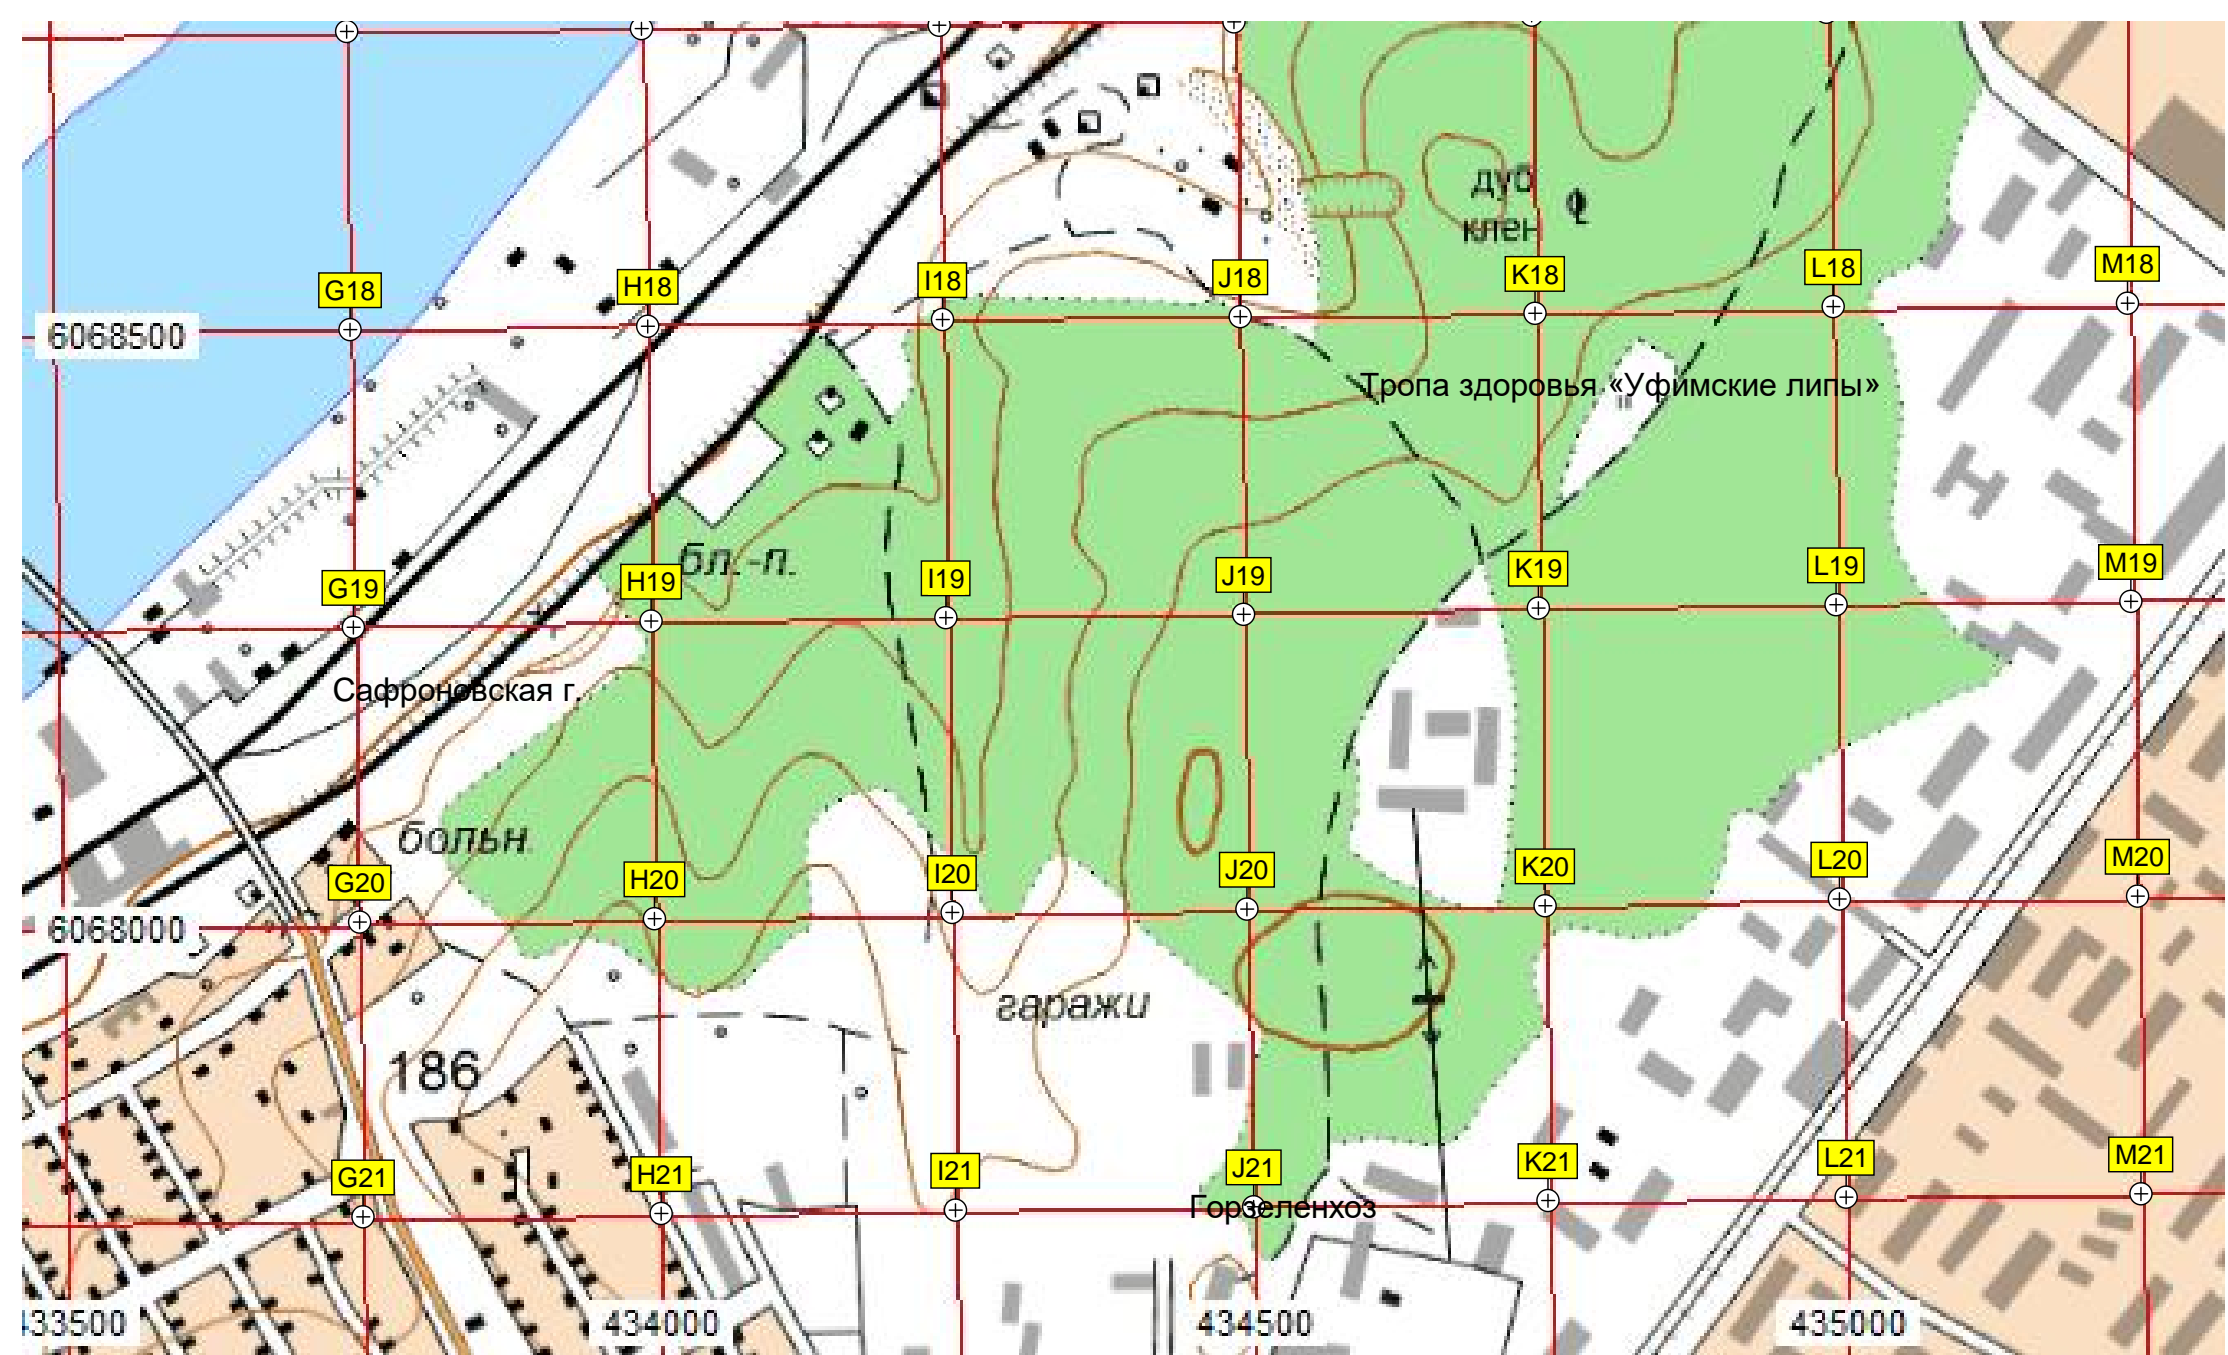 дуб
клен
G18
H18
I18
J18
K18
L18
M18
6068500
Тропа здоровья «Уфимские липы»
бл.-п.
G19
H19
I19
J19
K19
L19
M19
Сафроновская г.
больн.
G20
H20
I20
J20
K20
L20
M20
6068000
гаражи
186
G21
H21
I21
J21
K21
L21
M21
Горзеленхоз
433500
434000
434500
435000